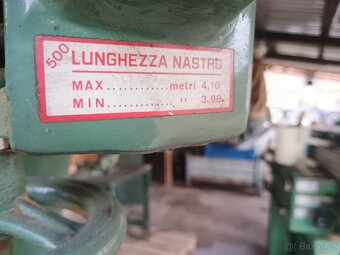 500
LUNGHEZZA NASTRO
MAX............metri 4,10
MIN............. " 3,98